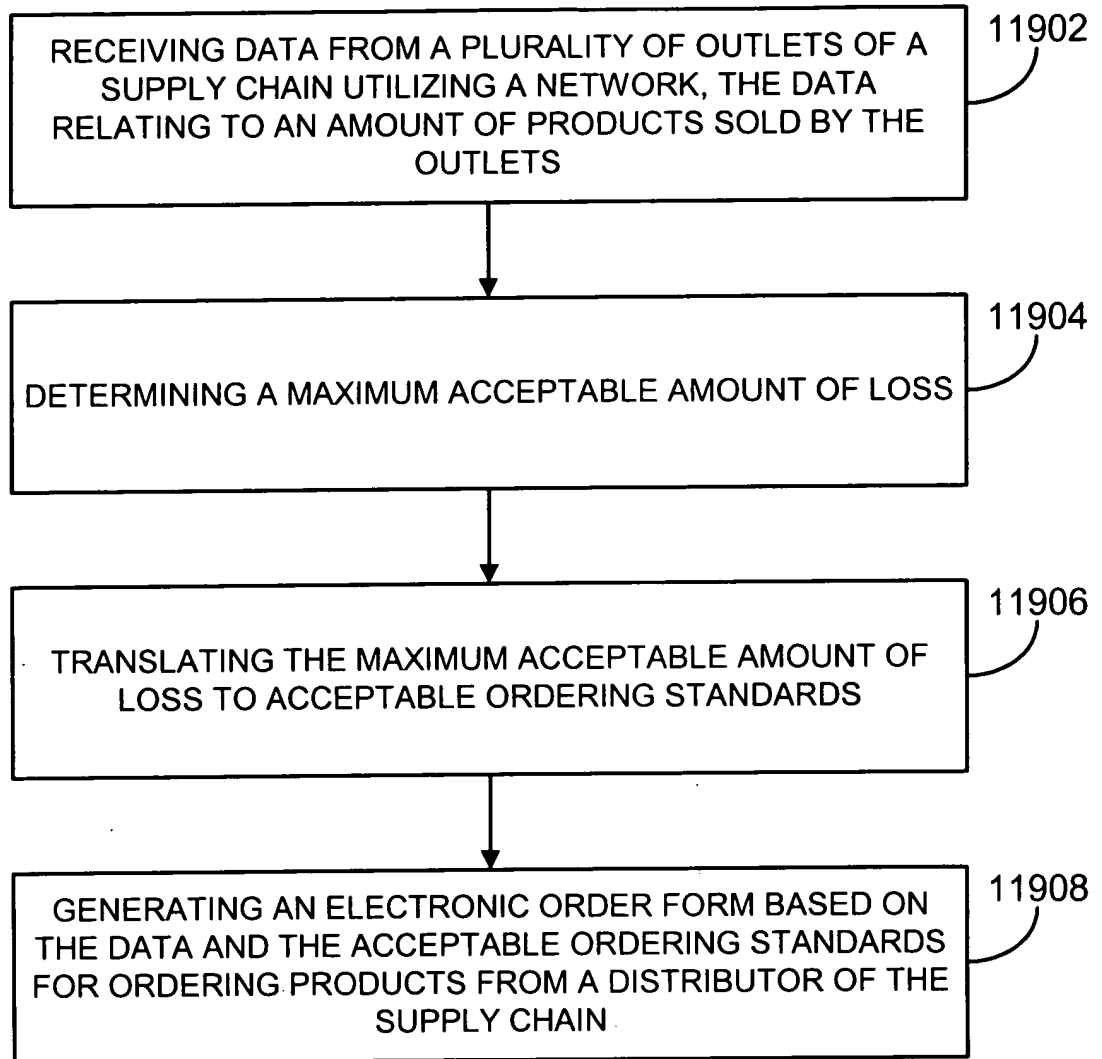 RECEIVING DATA FROM A PLURALITY OF OUTLETS OF A
SUPPLY CHAIN UTILIZING A NETWORK, THE DATA
RELATING TO AN AMOUNT OF PRODUCTS SOLD BY THE
OUTLETS
11902
DETERMINING A MAXIMUM ACCEPTABLE AMOUNT OF LOSS
11904
TRANSLATING THE MAXIMUM ACCEPTABLE AMOUNT OF
LOSS TO ACCEPTABLE ORDERING STANDARDS
11906
GENERATING AN ELECTRONIC ORDER FORM BASED ON
THE DATA AND THE ACCEPTABLE ORDERING STANDARDS
FOR ORDERING PRODUCTS FROM A DISTRIBUTOR OF THE
SUPPLY CHAIN
11908